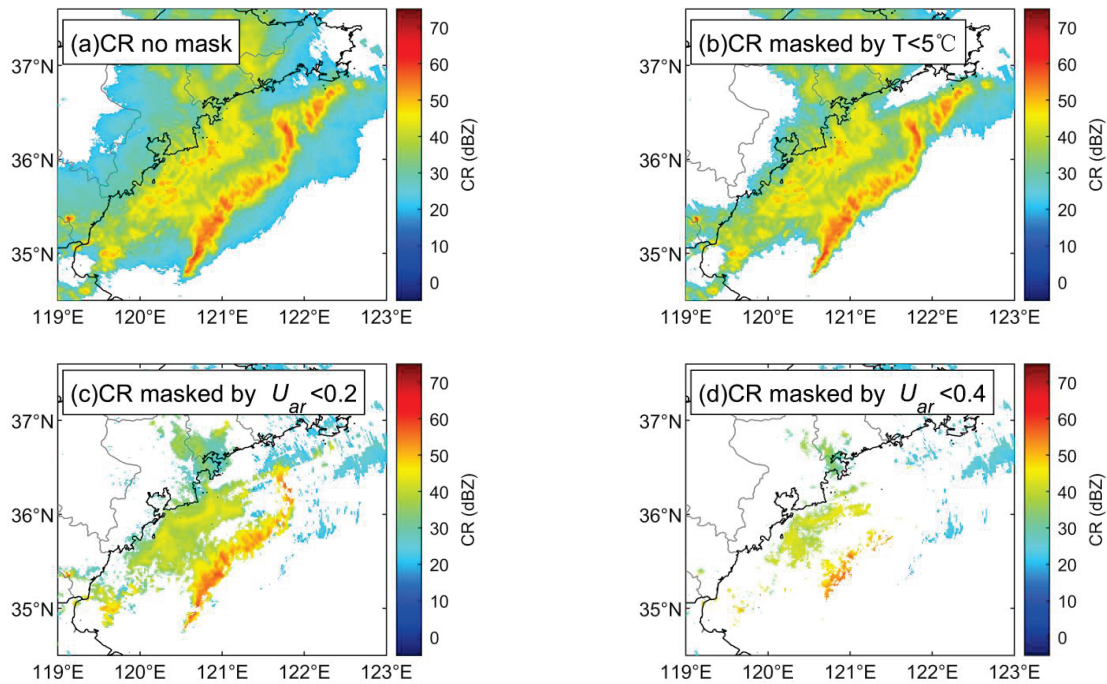 (a)CR no mask
37°N
36°N
35°N
119°E 120°E 121°E 122°E 123°E
70
60
50
40
30
20
10
0
CR (dBZ)
(b)CR masked by T<5℃
37°N
36°N
35°N
119°E 120°E 121°E 122°E 123°E
70
60
50
40
30
20
10
0
CR (dBZ)
(c)CR masked by U_ar <0.2
37°N
36°N
35°N
119°E 120°E 121°E 122°E 123°E
70
60
50
40
30
20
10
0
CR (dBZ)
(d)CR masked by U_ar <0.4
37°N
36°N
35°N
119°E 120°E 121°E 122°E 123°E
70
60
50
40
30
20
10
0
CR (dBZ)